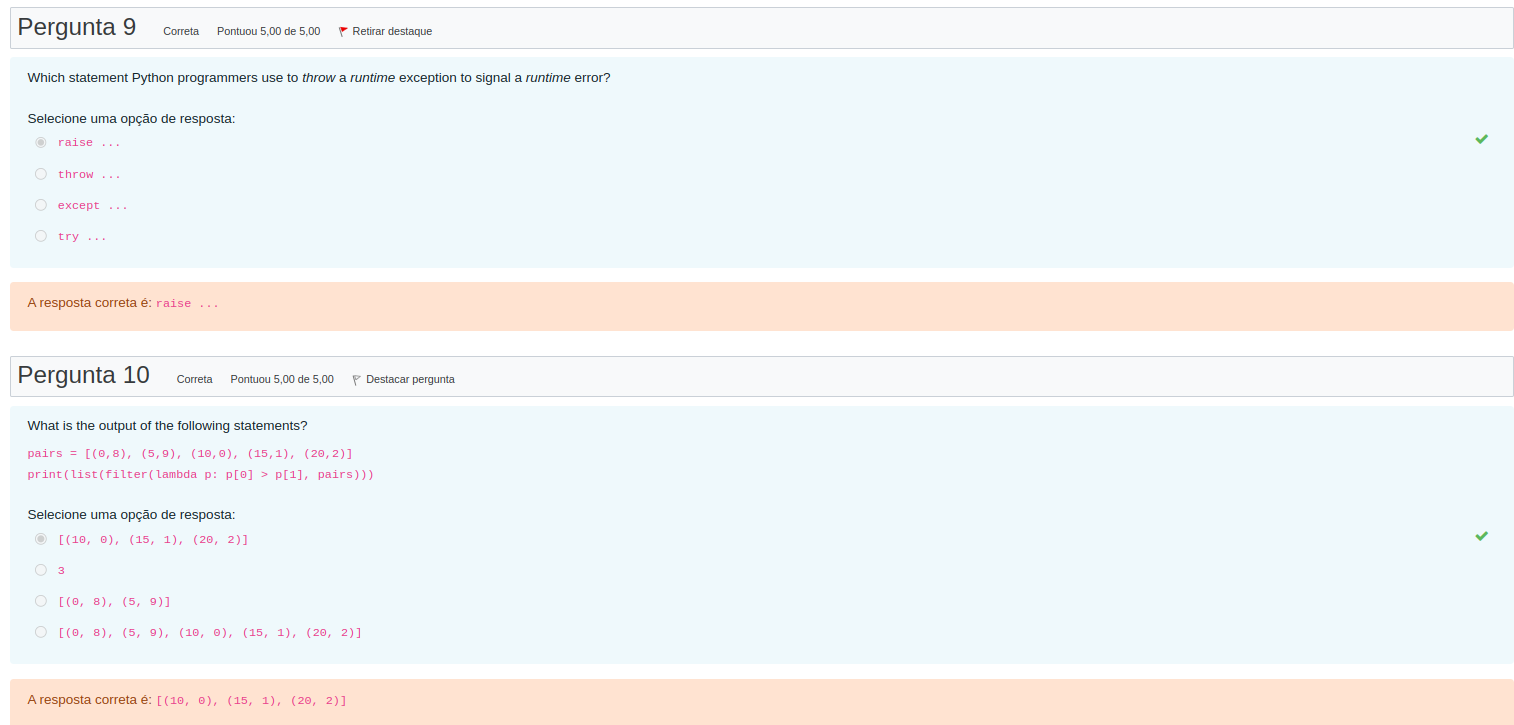 Pergunta 9 Correta Pontuou 5,00 de 5,00 Retirar destaque
Which statement Python programmers use to throw a runtime exception to signal a runtime error?
Selecione uma opção de resposta:
raise ...
throw ...
except ...
try ...
A resposta correta é: raise ...
Pergunta 10 Correta Pontuou 5,00 de 5,00 Destacar pergunta
What is the output of the following statements?
pairs = [(0,8), (5,9), (10,0), (15,1), (20,2)]
print(list(filter(lambda p: p[0] > p[1], pairs)))
Selecione uma opção de resposta:
[(10, 0), (15, 1), (20, 2)]
3
[(0, 8), (5, 9)]
[(0, 8), (5, 9), (10, 0), (15, 1), (20, 2)]
A resposta correta é: [(10, 0), (15, 1), (20, 2)]